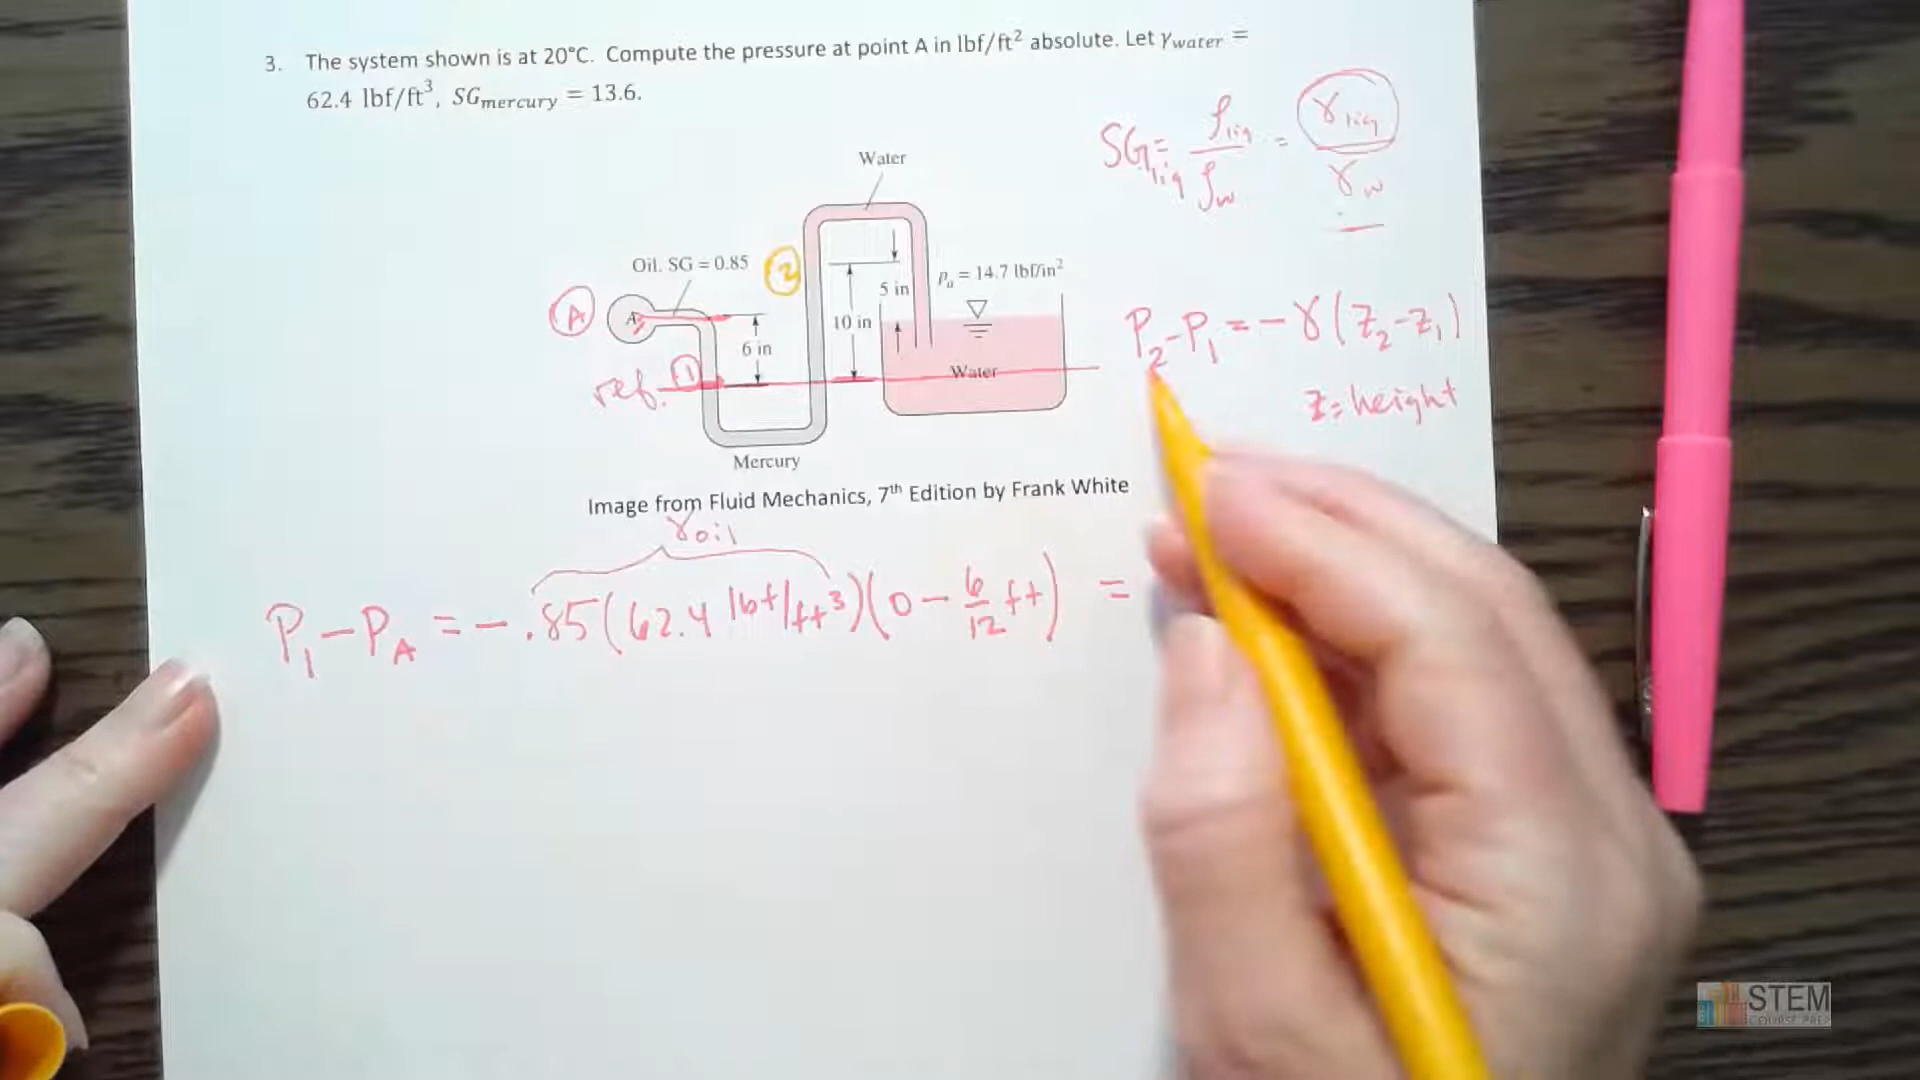 3. The system shown is at 20°C. Compute the pressure at point A in lbf/ft² absolute. Let γwater =
62.4 lbf/ft³, SGmercury = 13.6.
SGliq = ρliq/ρw = γliq/γw
Water
Oil. SG = 0.85
2
pa = 14.7 lbf/in²
5 in
A
A
10 in
6 in
P2-P1 = -γ(Z2-Z1)
ref. 1
Water
Z = height
Mercury
Image from Fluid Mechanics, 7th Edition by Frank White
γoil
P1 - PA = -.85(62.4 lbf/ft³)(0 - 6/12 ft) =
STEM
COURSE PREP